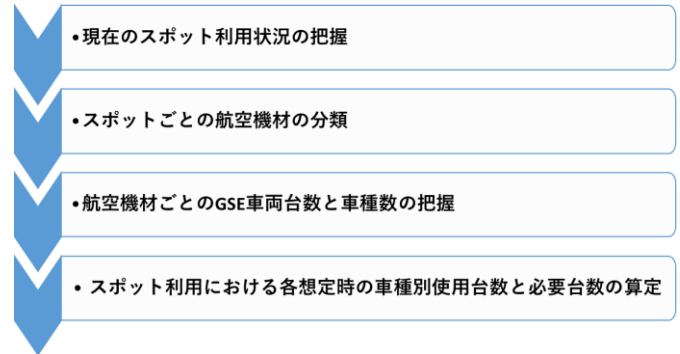 •現在のスポット利用状況の把握
•スポットごとの航空機材の分類
•航空機材ごとのGSE車両台数と車種数の把握
• スポット利用における各想定時の車種別使用台数と必要台数の算定